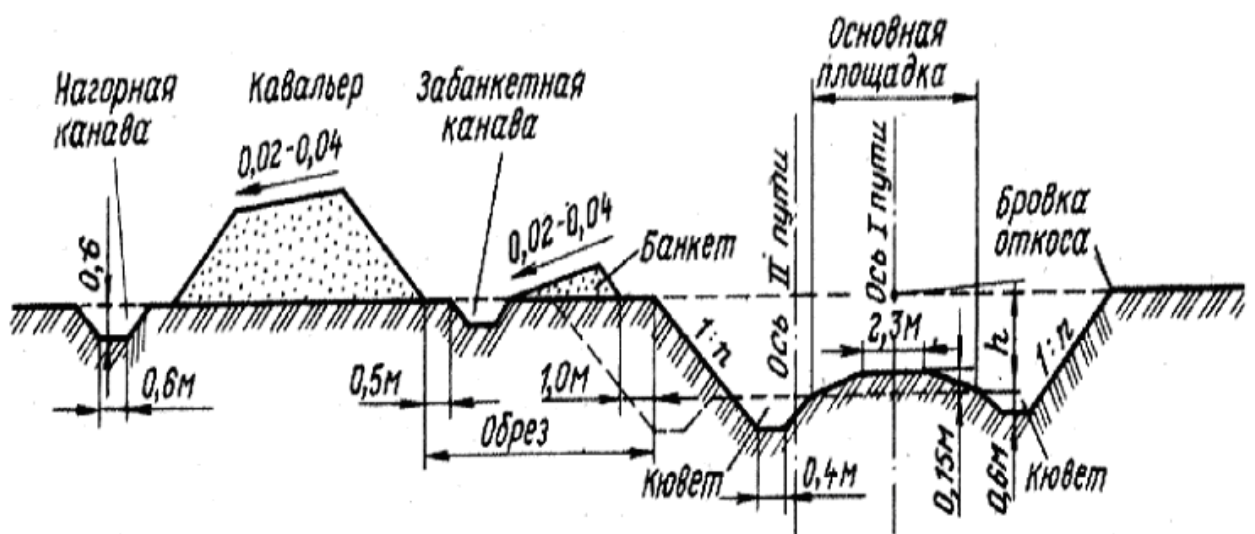 Основная
площадка
Нагорная
канава
Кавальер
Забанкетная
канава
0,02-0,04
0,02-0,04
Банкет
Ось II пути
Ось I пути
Бровка
откоса
0,6
1:n
2,3м
h
1:n
0,6м
0,5м
1,0м
Обрез
Кювет
0,4м
0,15м
0,6м
Кювет